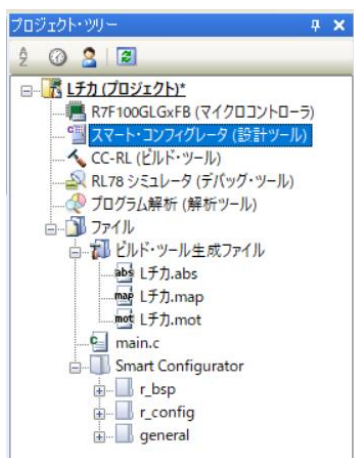 プロジェクト・ツリー
Lチカ (プロジェクト)*
R7F100GLGxFB (マイクロコントローラ)
スマート・コンフィグレータ (設計ツール)
CC-RL (ビルド・ツール)
RL78 シミュレータ (デバッグ・ツール)
プログラム解析 (解析ツール)
ファイル
ビルド・ツール生成ファイル
abs Lチカ.abs
map Lチカ.map
mot Lチカ.mot
main.c
Smart Configurator
r_bsp
r_config
general